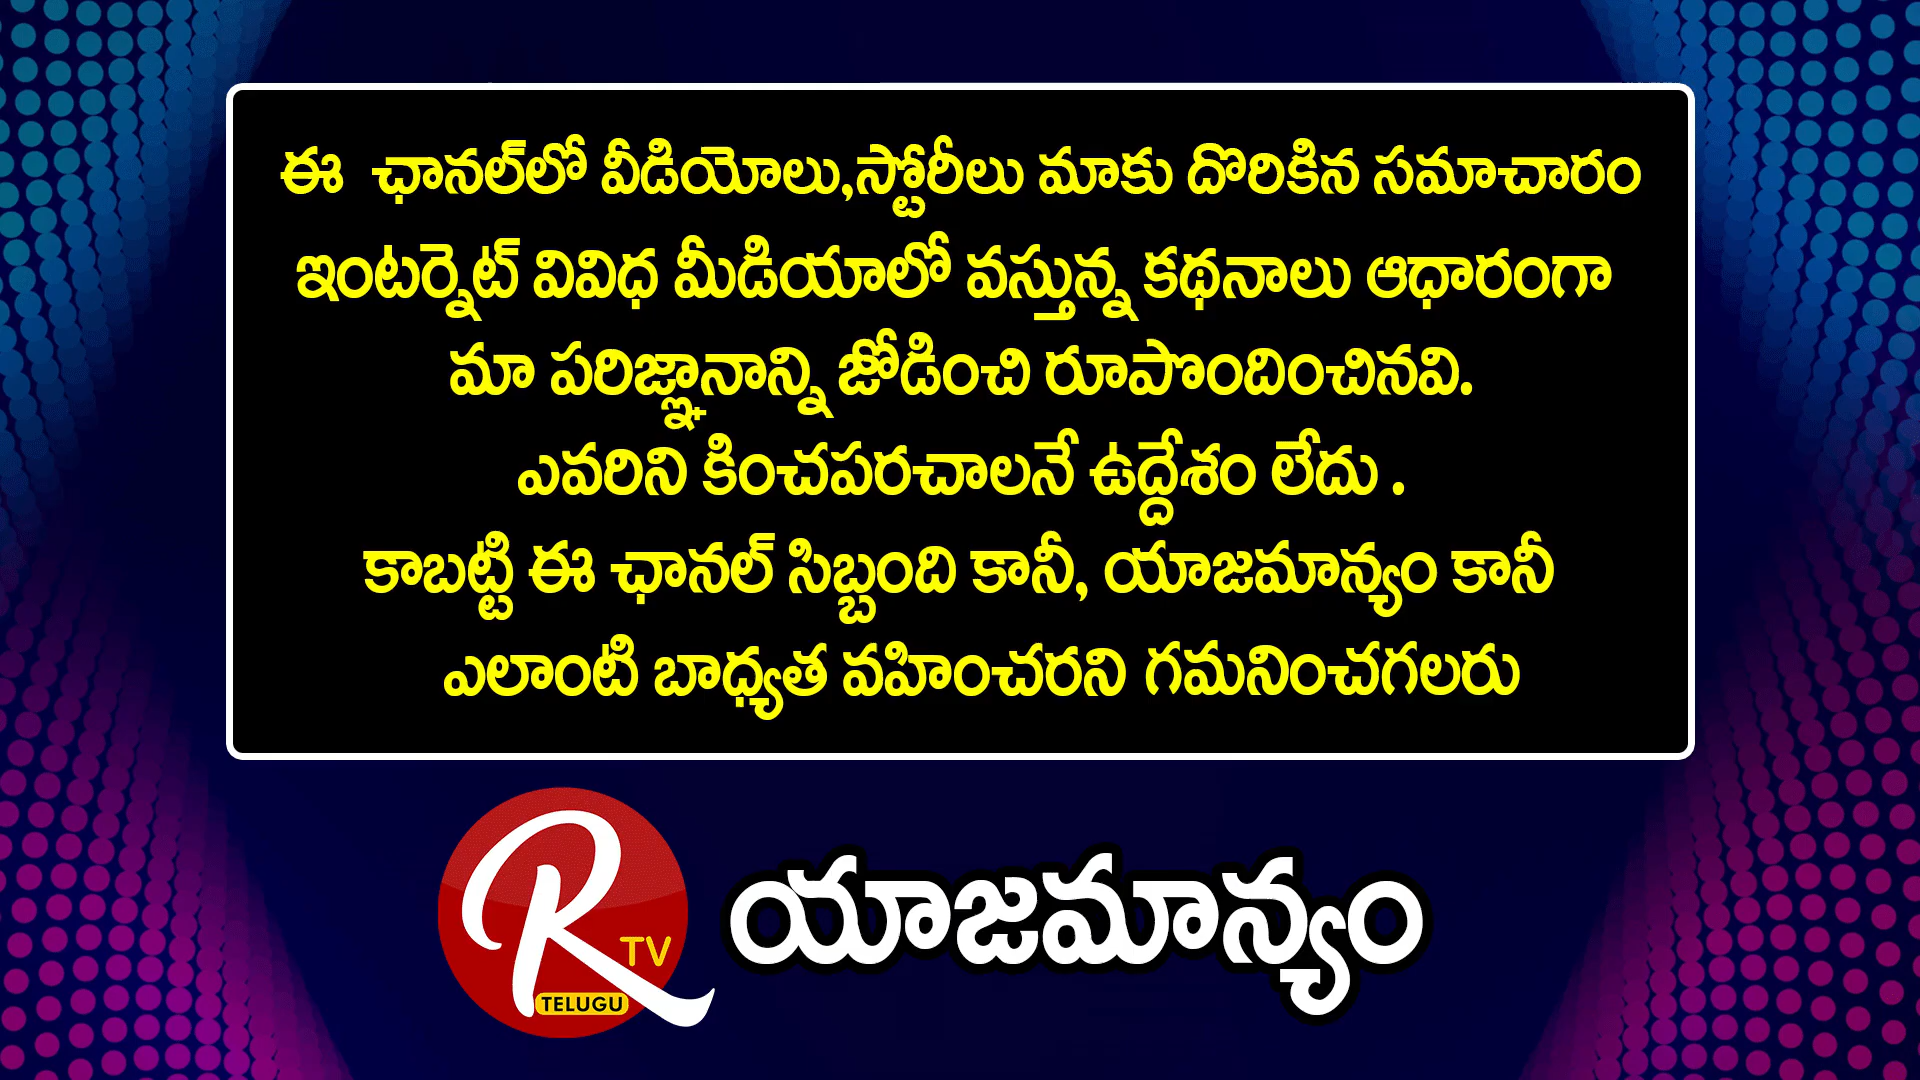 ఈ ఛానల్‌లో వీడియోలు,స్టోరీలు మాకు దొరికిన సమాచారం
ఇంటర్నెట్ వివిధ మీడియాలో వస్తున్న కథనాలు ఆధారంగా
మా పరిజ్ఞానాన్ని జోడించి రూపొందించినవి.
ఎవరిని కించపరచాలనే ఉద్దేశం లేదు .
కాబట్టి ఈ ఛానల్ సిబ్బంది కానీ, యాజమాన్యం కానీ
ఎలాంటి బాధ్యత వహించరని గమనించగలరు
R TV
TELUGU
యాజమాన్యం